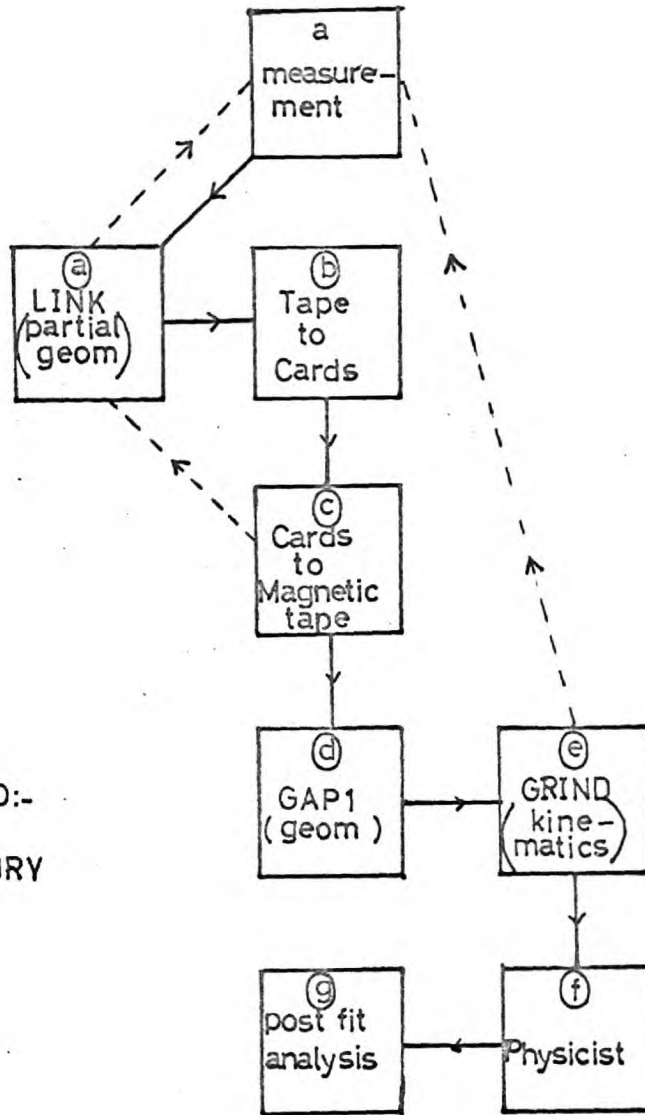 a
measure-
ment
a
LINK
(partial
geom)
b
Tape
to
Cards
c
Cards
to
Magnetic
tape
d
GAP1
(geom)
e
GRIND
(kine-
matics)
f
Physicist
g
post fit
analysis